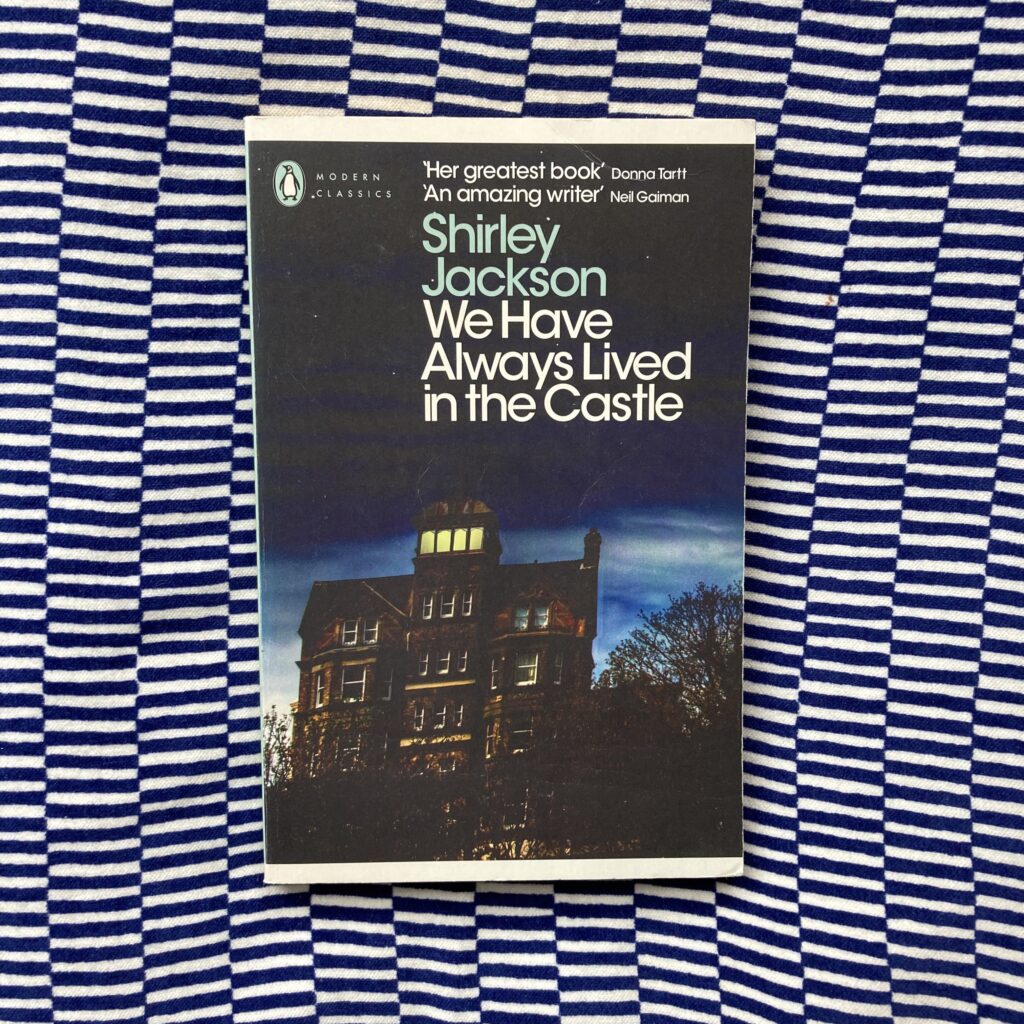 MODERN
CLASSICS
‘Her greatest book’ Donna Tartt
‘An amazing writer’ Neil Gaiman
Shirley
Jackson
We Have
Always Lived
in the Castle